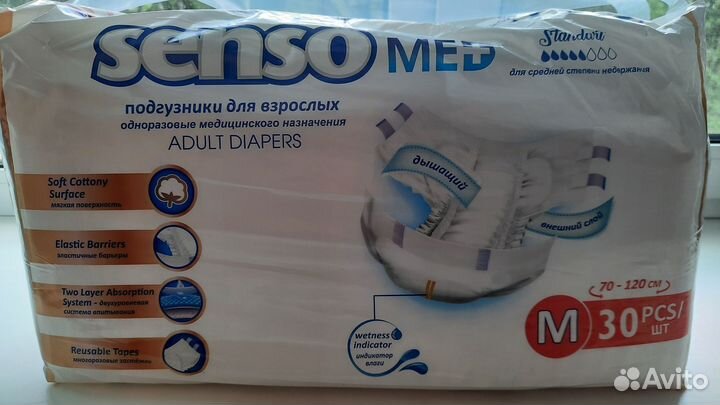 senso MED
Standart
для средней степени недержания
подгузники для взрослых
одноразовые медицинского назначения
ADULT DIAPERS
Soft Cottony
Surface
мягкая поверхность
Elastic Barriers
эластичные барьеры
Two Layer Absorption
System - двухуровневая
система впитывания
Reusable Tapes
многоразовые застёжки
дышащий
внешний слой
wetness
indicator
индикатор
влаги
70 - 120 см
M 30 PCS/
ШТ
Avito